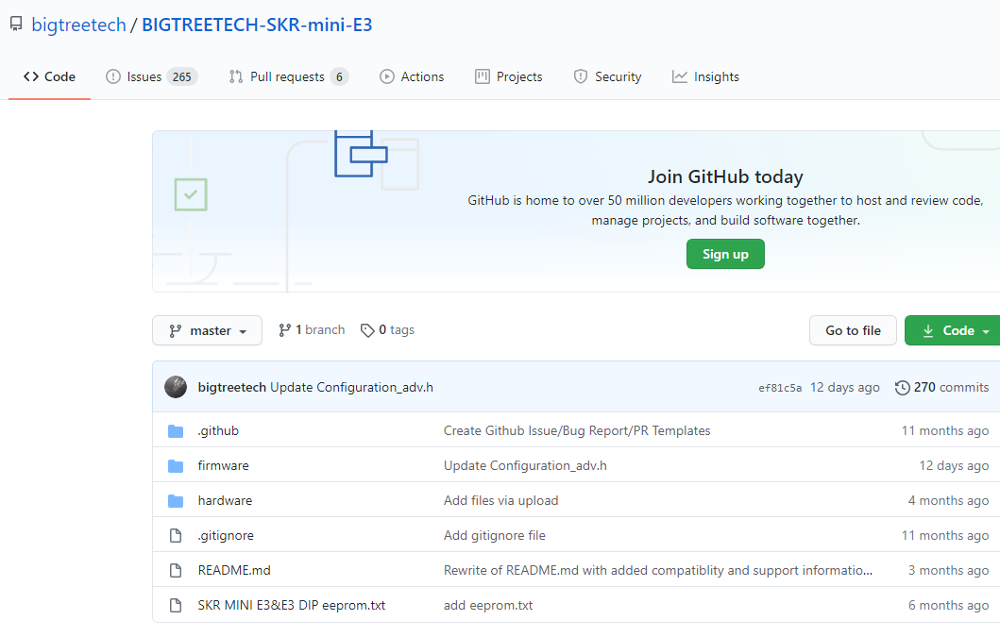 bigtreetech / BIGTREETECH-SKR-mini-E3
Code Issues 265 Pull requests 6 Actions Projects Security Insights
Join GitHub today
GitHub is home to over 50 million developers working together to host and review code,
manage projects, and build software together.
Sign up
master 1 branch 0 tags Go to file Code
bigtreetech Update Configuration_adv.h ef81c5a 12 days ago 270 commits
.github Create Github Issue/Bug Report/PR Templates 11 months ago
firmware Update Configuration_adv.h 12 days ago
hardware Add files via upload 4 months ago
.gitignore Add gitignore file 11 months ago
README.md Rewrite of README.md with added compatiblity and support informatio... 3 months ago
SKR MINI E3&E3 DIP eeprom.txt add eeprom.txt 6 months ago